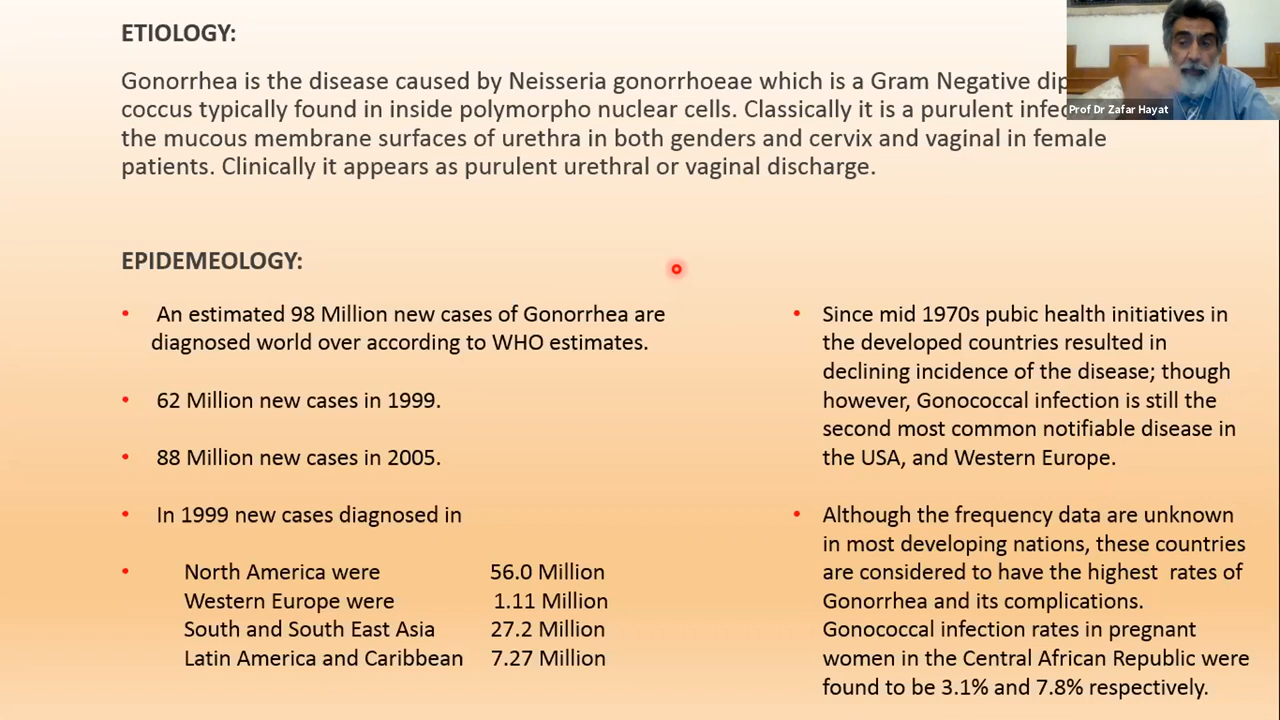 ETIOLOGY:
Gonorrhea is the disease caused by Neisseria gonorrhoeae which is a Gram Negative
coccus typically found in inside polymorpho nuclear cells. Classically it is a purulent
the mucous membrane surfaces of urethra in both genders and cervix and vaginal in female
patients. Clinically it appears as purulent urethral or vaginal discharge.
Prof Dr Zafar Hayat
EPIDEMEOLOGY:
• An estimated 98 Million new cases of Gonorrhea are
diagnosed world over according to WHO estimates.
• 62 Million new cases in 1999.
• 88 Million new cases in 2005.
• In 1999 new cases diagnosed in
• North America were 56.0 Million
Western Europe were 1.11 Million
South and South East Asia 27.2 Million
Latin America and Caribbean 7.27 Million
• Since mid 1970s pubic health initiatives in
the developed countries resulted in
declining incidence of the disease; though
however, Gonococcal infection is still the
second most common notifiable disease in
the USA, and Western Europe.
• Although the frequency data are unknown
in most developing nations, these countries
are considered to have the highest rates of
Gonorrhea and its complications.
Gonococcal infection rates in pregnant
women in the Central African Republic were
found to be 3.1% and 7.8% respectively.